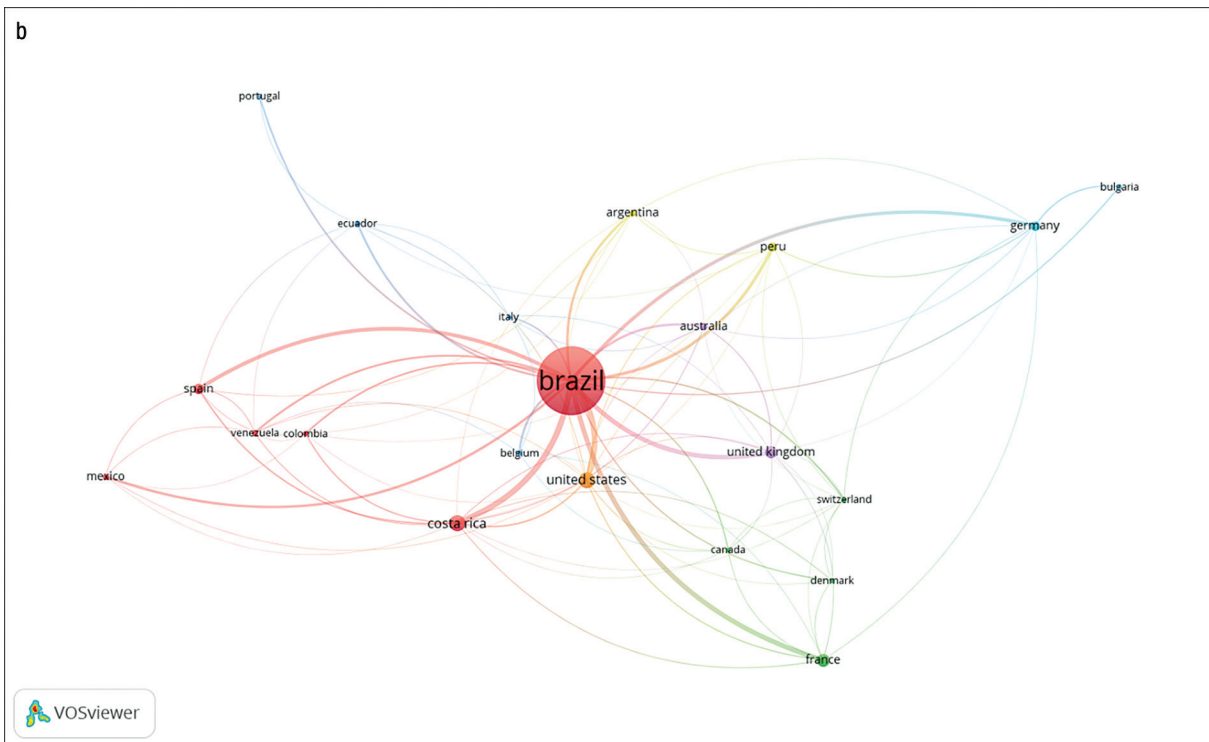 b
portugal
bulgaria
ecuador
argentina
germany
peru
italy
australia
brazil
spain
venezuela
colombia
belgium
united kingdom
mexico
united states
switzerland
costa rica
canada
denmark
france
VOSviewer